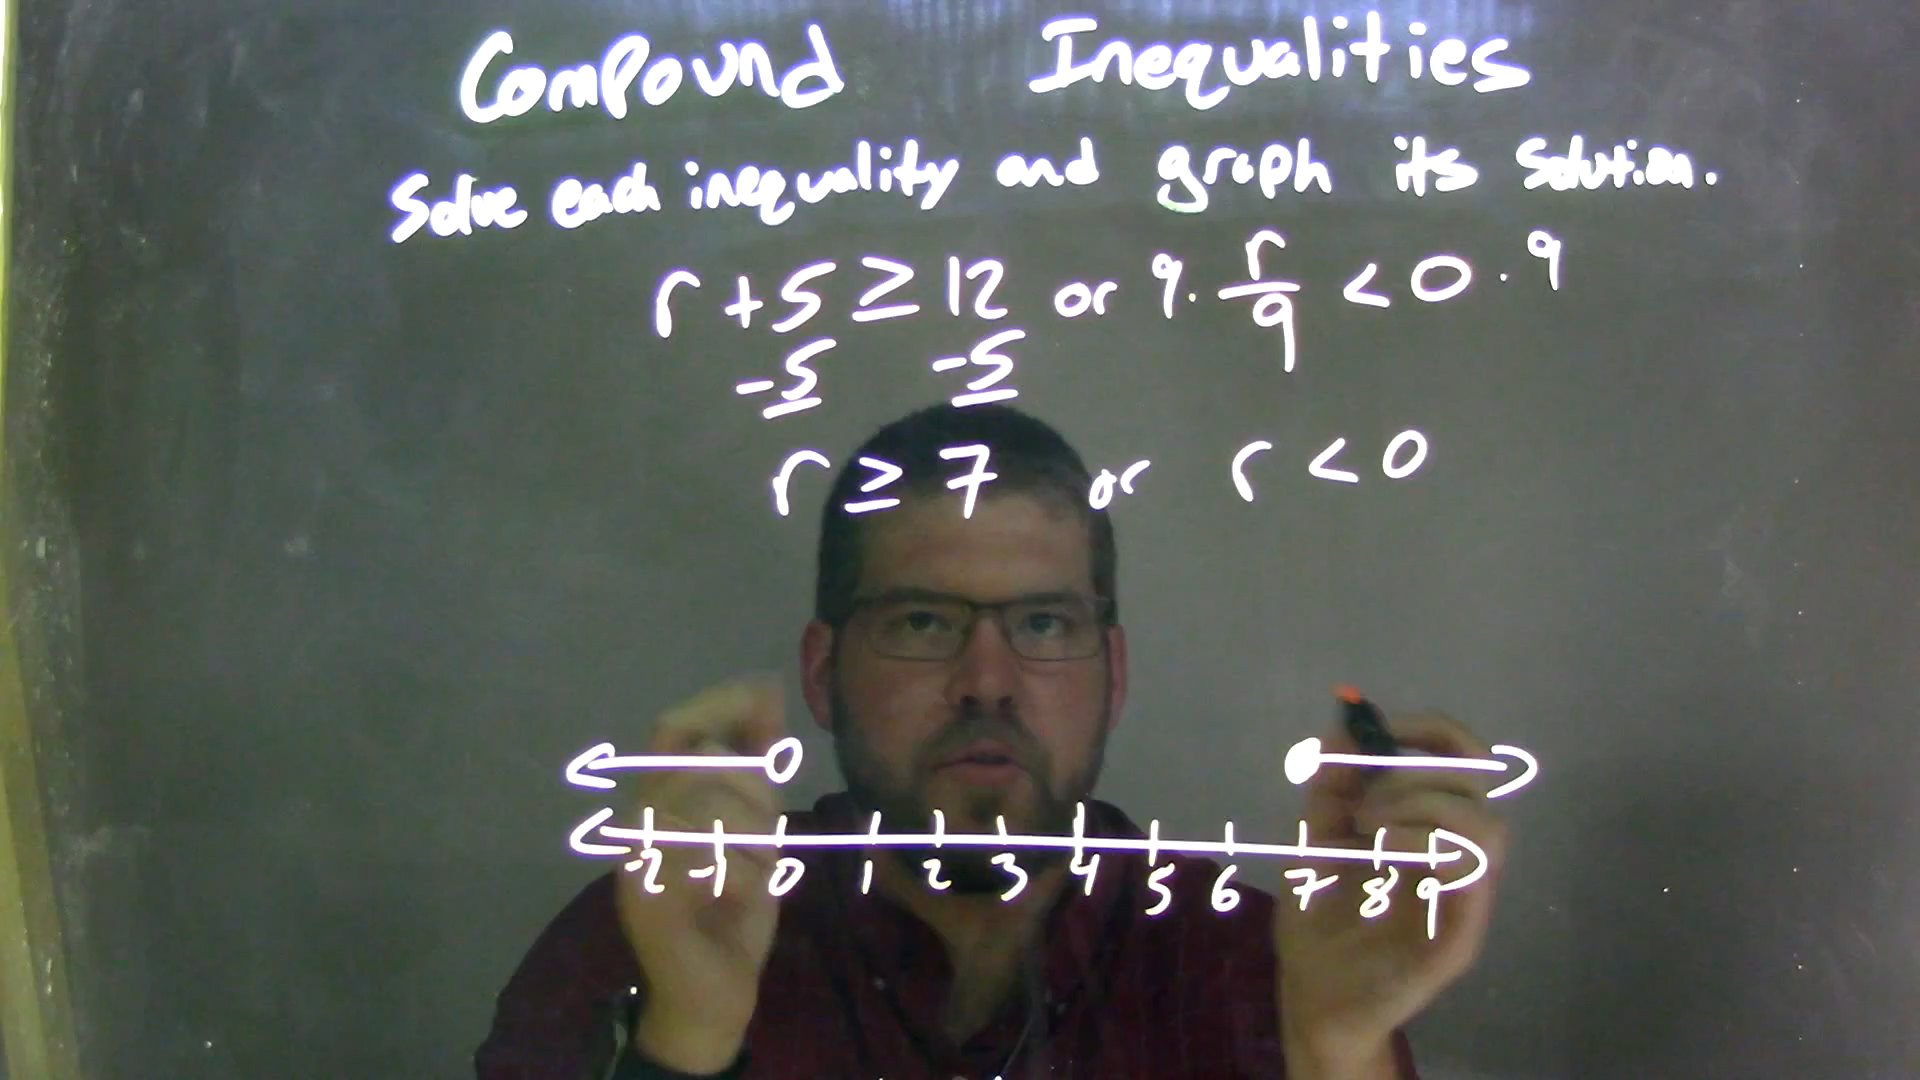 Compound Inequalities
Solve each inequality and graph its solution.
r + 5 ≥ 12 or 9 · r/9 < 0 · 9
-5 -5
r ≥ 7 or r < 0
-2 -1 0 1 2 3 4 5 6 7 8 9